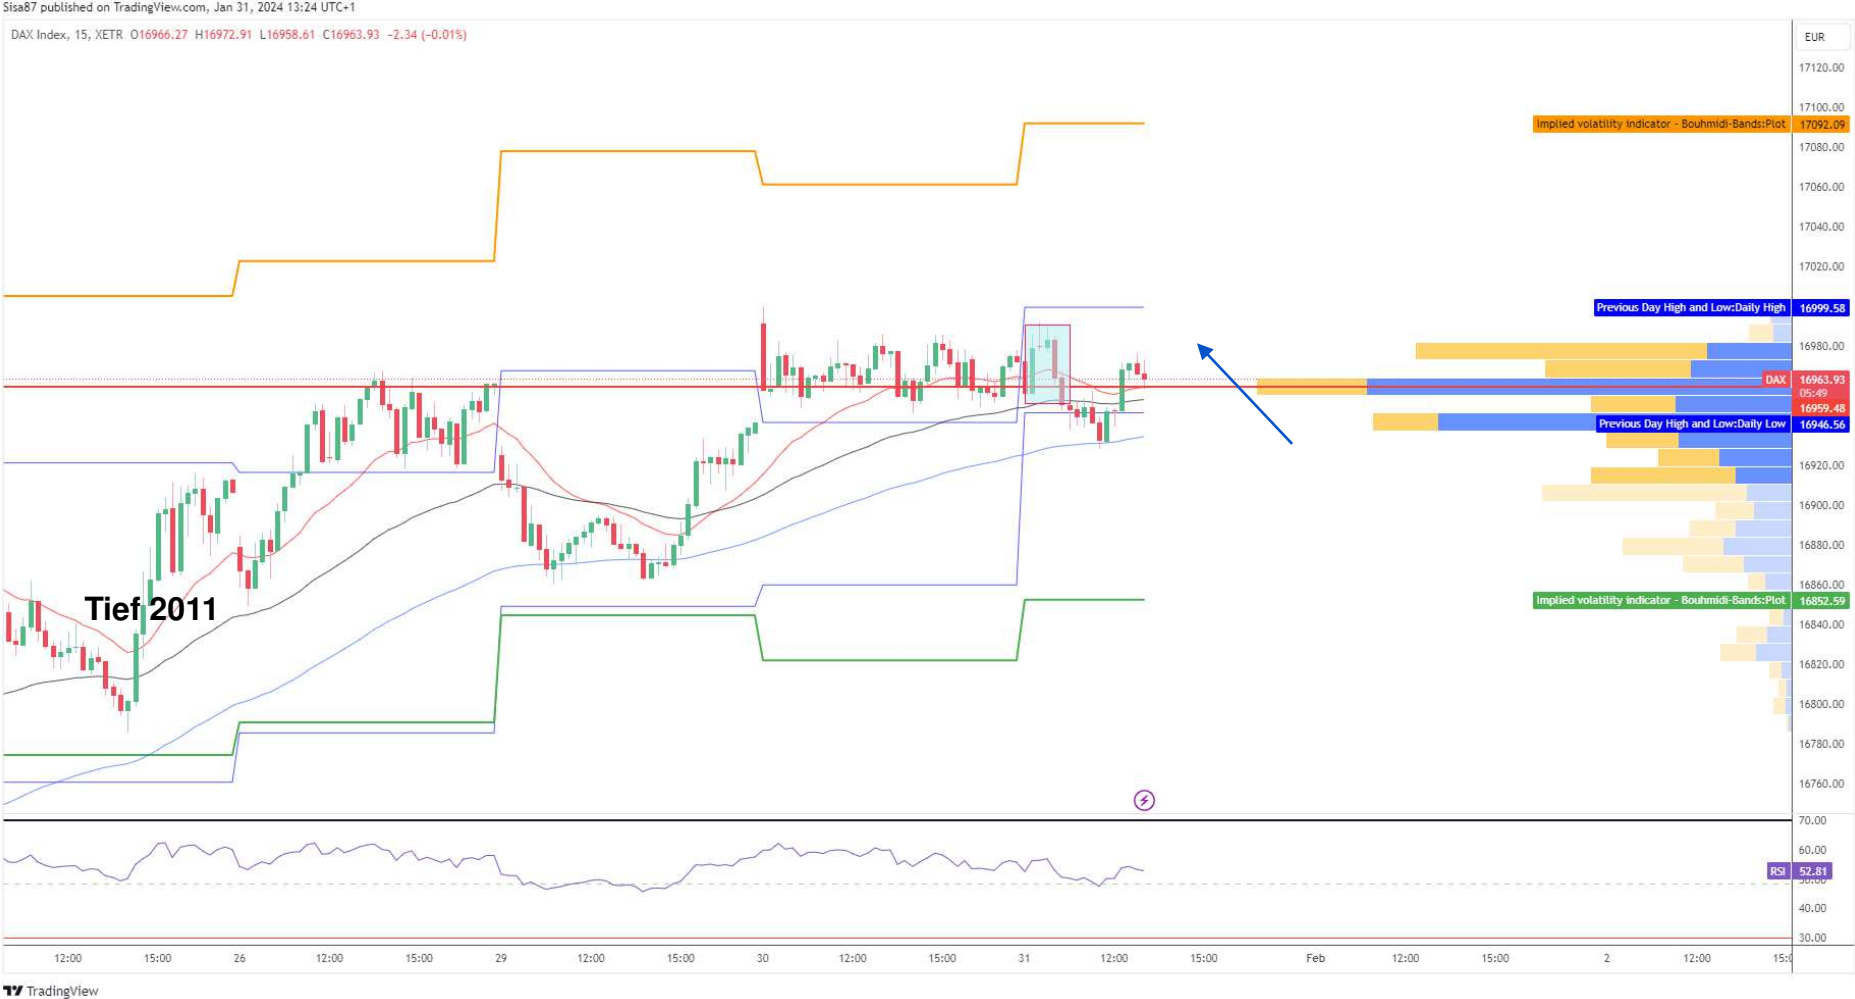 Sisa87 published on TradingView.com, Jan 31, 2024 13:24 UTC+1
DAX Index, 15, XETR O16966.27 H16972.91 L16958.61 C16963.93 −2.34 (−0.01%)
EUR
17120.00
17100.00
Implied volatility indicator - Bouhmidi-Bands:Plot 17092.09
17080.00
17060.00
17040.00
17020.00
Previous Day High and Low:Daily High 16999.58
16980.00
DAX 16963.93
05:49
16959.48
Previous Day High and Low:Daily Low 16946.56
16920.00
16900.00
16880.00
16860.00
Implied volatility indicator - Bouhmidi-Bands:Plot 16852.59
Tief 2011
16840.00
16820.00
16800.00
16780.00
16760.00
70.00
60.00
RSI 52.81
40.00
30.00
12:00 15:00 26 12:00 15:00 29 12:00 15:00 30 12:00 15:00 31 12:00 15:00 Feb 12:00 15:00 2 12:00
TradingView